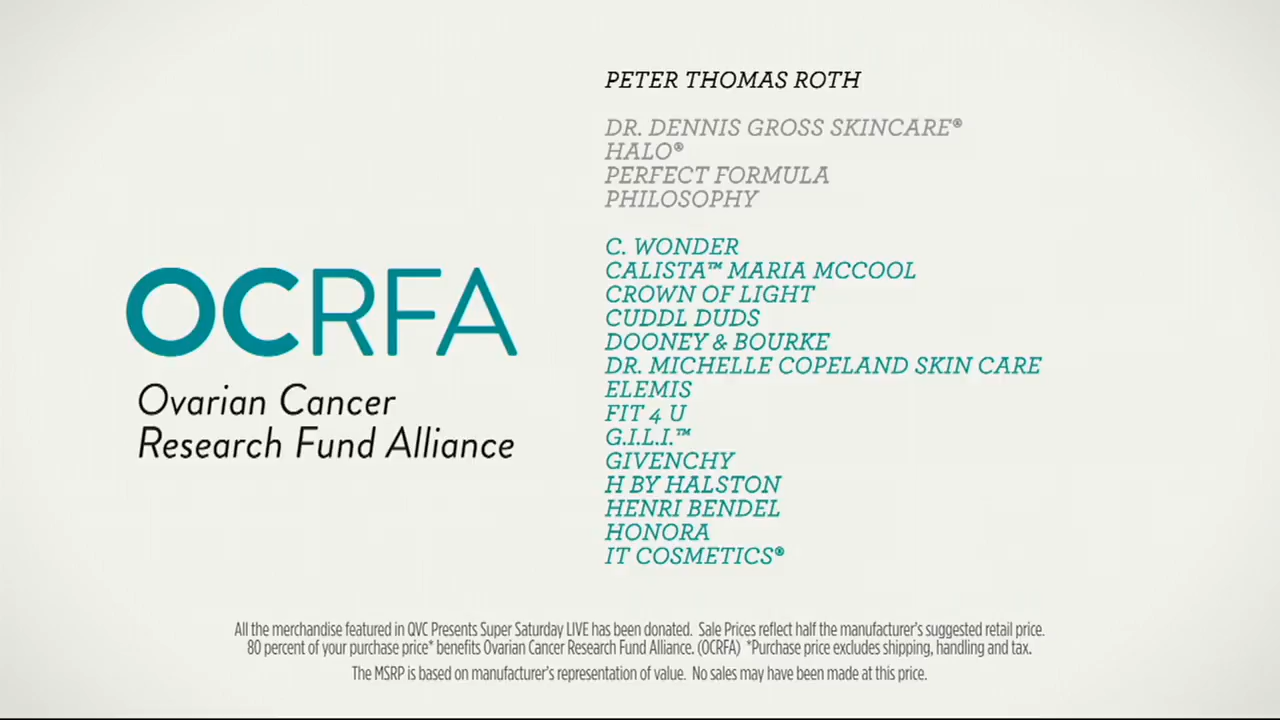 PETER THOMAS ROTH
DR. DENNIS GROSS SKINCARE®
HALO®
PERFECT FORMULA
PHILOSOPHY
C. WONDER
CALISTA™ MARIA MCCOOL
CROWN OF LIGHT
CUDDL DUDS
DOONEY & BOURKE
DR. MICHELLE COPELAND SKIN CARE
ELEMIS
FIT 4 U
G.I.L.I.™
GIVENCHY
H BY HALSTON
HENRI BENDEL
HONORA
IT COSMETICS®
OCRFA
Ovarian Cancer
Research Fund Alliance
All the merchandise featured in QVC Presents Super Saturday LIVE has been donated. Sale Prices reflect half the manufacturer's suggested retail price.
80 percent of your purchase price* benefits Ovarian Cancer Research Fund Alliance. (OCRFA) *Purchase price excludes shipping, handling and tax.
The MSRP is based on manufacturer's representation of value. No sales may have been made at this price.